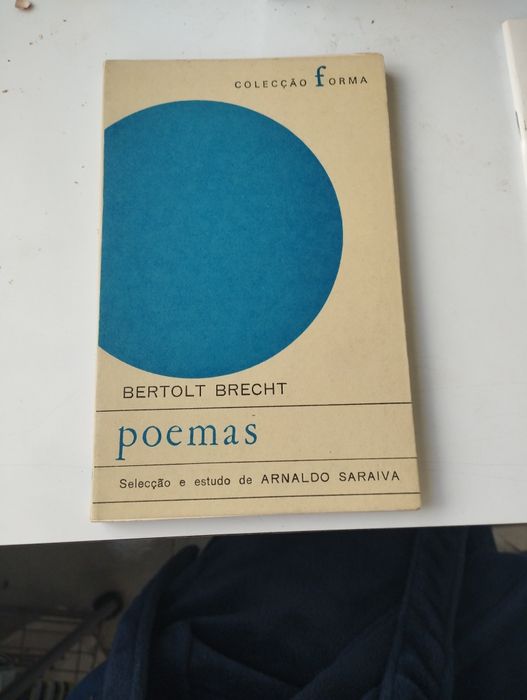 COLECÇÃO FORMA
BERTOLT BRECHT
poemas
Selecção e estudo de ARNALDO SARAIVA